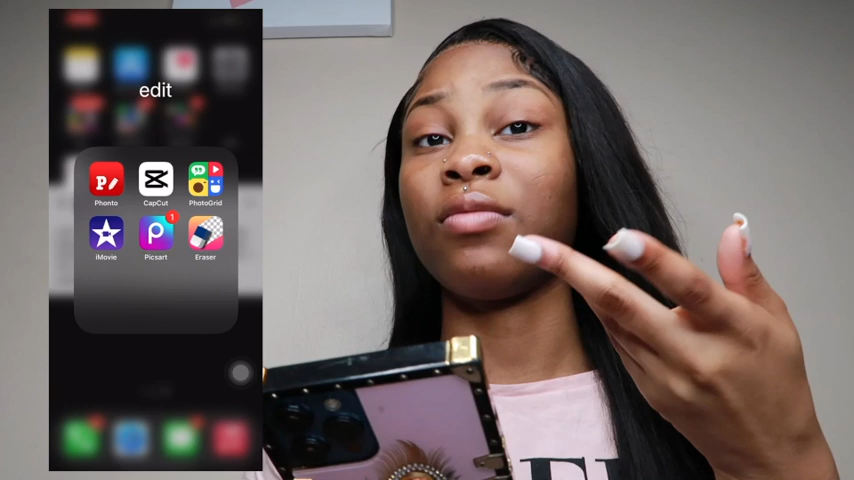 edit
Phonto
CapCut
PhotoGrid
iMovie
1
Picsart
Eraser